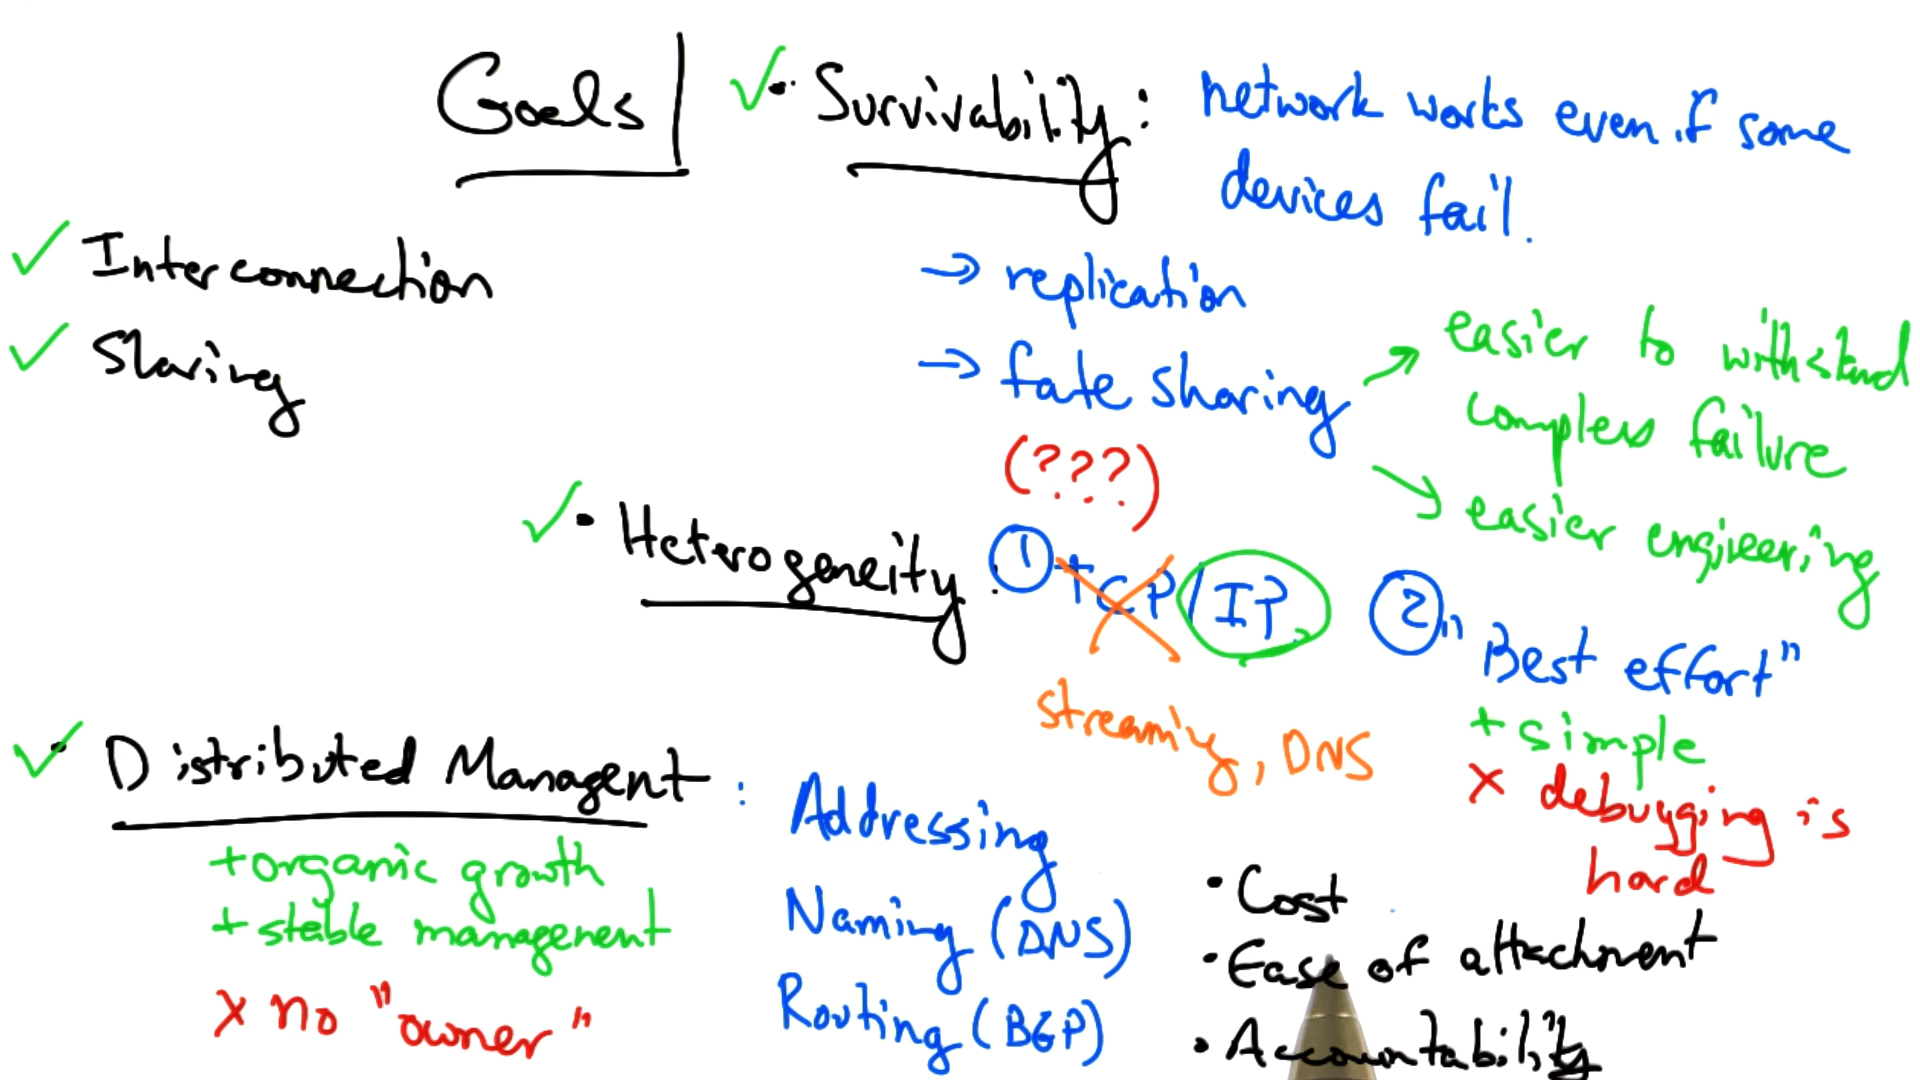 Goals
✓ • Survivability: network works even if some
devices fail.
→ replication
→ fate sharing
(???)
↗ easier to withstand
complex failure
↘ easier engineering
✓ Interconnection
✓ Sharing
✓ • Heterogeneity: ① TCP/IP
streaming, DNS
② "Best effort"
+ simple
x debugging is
hard
✓ • Distributed Managent:
+ organic growth
+ stable management
x no "owner"
Addressing
Naming (DNS)
Routing (BGP)
• Cost
• Ease of attachment
• Accountability